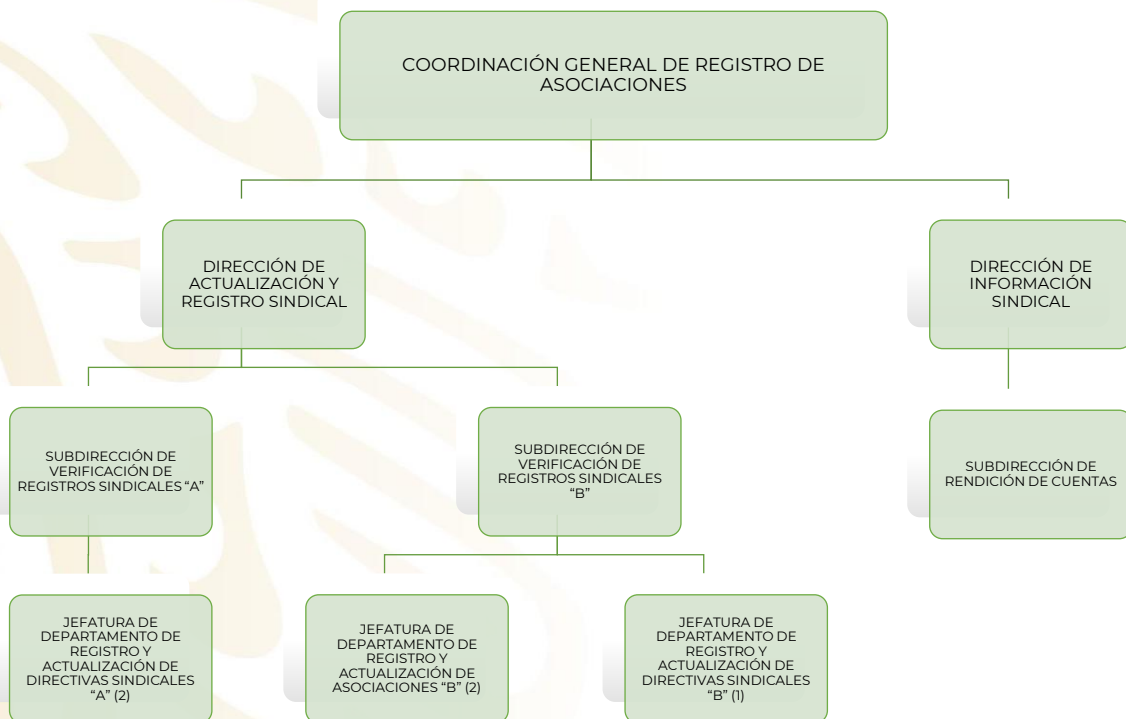 COORDINACIÓN GENERAL DE REGISTRO DE
ASOCIACIONES
DIRECCIÓN DE
ACTUALIZACIÓN Y
REGISTRO SINDICAL
DIRECCIÓN DE
INFORMACIÓN
SINDICAL
SUBDIRECCIÓN DE
VERIFICACIÓN DE
REGISTROS SINDICALES “A”
SUBDIRECCIÓN DE
VERIFICACIÓN DE
REGISTROS SINDICALES
“B”
SUBDIRECCIÓN DE
RENDICIÓN DE CUENTAS
JEFATURA DE
DEPARTAMENTO DE
REGISTRO Y
ACTUALIZACIÓN DE
DIRECTIVAS SINDICALES
“A” (2)
JEFATURA DE
DEPARTAMENTO DE
REGISTRO Y
ACTUALIZACIÓN DE
ASOCIACIONES “B” (2)
JEFATURA DE
DEPARTAMENTO DE
REGISTRO Y
ACTUALIZACIÓN DE
DIRECTIVAS SINDICALES
“B” (1)